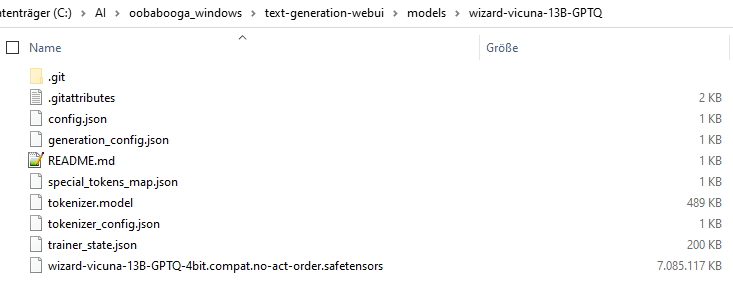 ntenträger (C:) > AI > oobabooga_windows > text-generation-webui > models > wizard-vicuna-13B-GPTQ
Name Größe
.git
.gitattributes 2 KB
config.json 1 KB
generation_config.json 1 KB
README.md 1 KB
special_tokens_map.json 1 KB
tokenizer.model 489 KB
tokenizer_config.json 1 KB
trainer_state.json 200 KB
wizard-vicuna-13B-GPTQ-4bit.compat.no-act-order.safetensors 7.085.117 KB